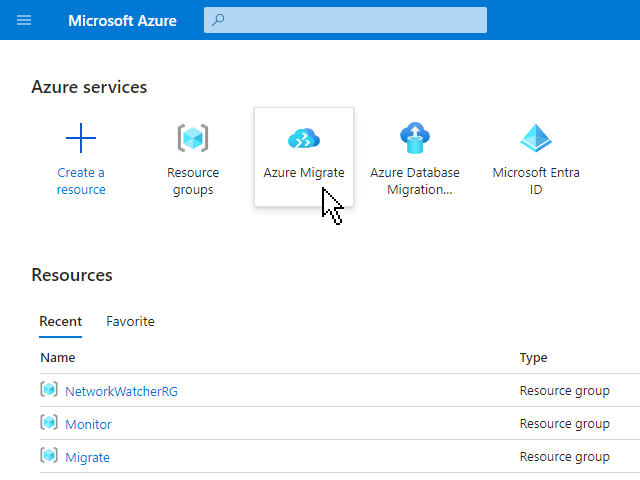 Microsoft Azure
Azure services
Create a
resource
Resource
groups
Azure Migrate
Azure Database
Migration...
Microsoft Entra
ID
Resources
Recent Favorite
Name Type
NetworkWatcherRG Resource group
Monitor Resource group
Migrate Resource group